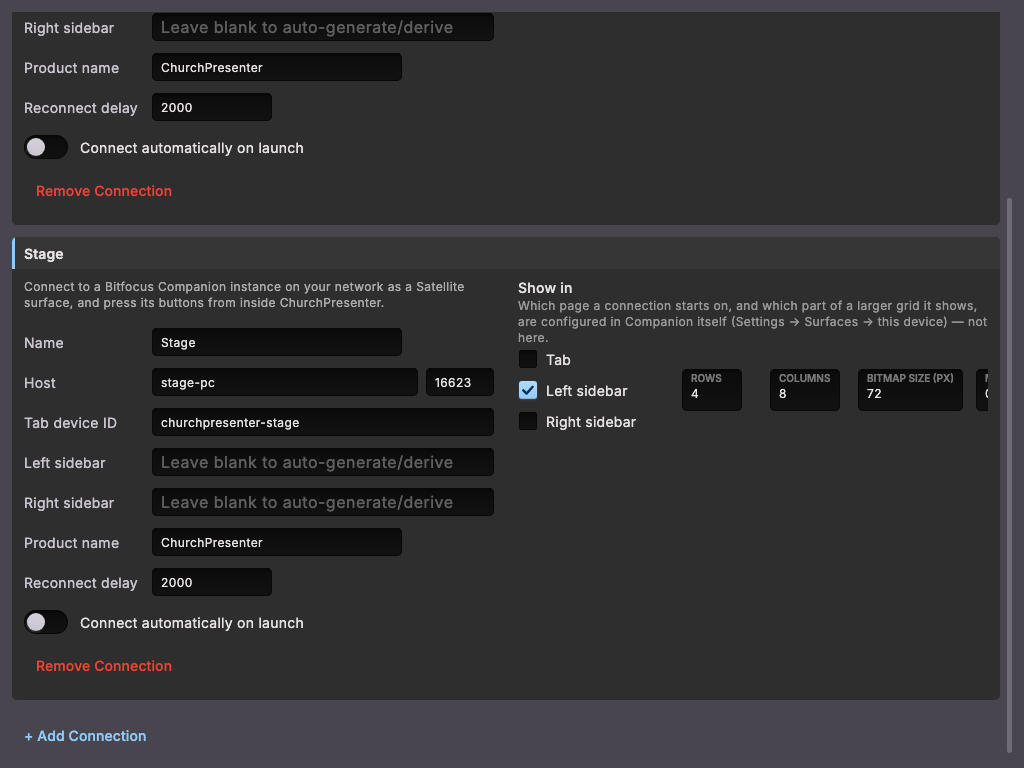 Right sidebar
Leave blank to auto-generate/derive
Product name
ChurchPresenter
Reconnect delay
2000
Connect automatically on launch
Remove Connection
Stage
Connect to a Bitfocus Companion instance on your network as a Satellite
surface, and press its buttons from inside ChurchPresenter.
Name
Stage
Host
stage-pc
16623
Tab device ID
churchpresenter-stage
Left sidebar
Leave blank to auto-generate/derive
Right sidebar
Leave blank to auto-generate/derive
Product name
ChurchPresenter
Reconnect delay
2000
Connect automatically on launch
Remove Connection
Show in
Which page a connection starts on, and which part of a larger grid it shows,
are configured in Companion itself (Settings → Surfaces → this device) — not
here.
Tab
Left sidebar
ROWS
4
COLUMNS
8
BITMAP SIZE (PX)
72
Right sidebar
+ Add Connection